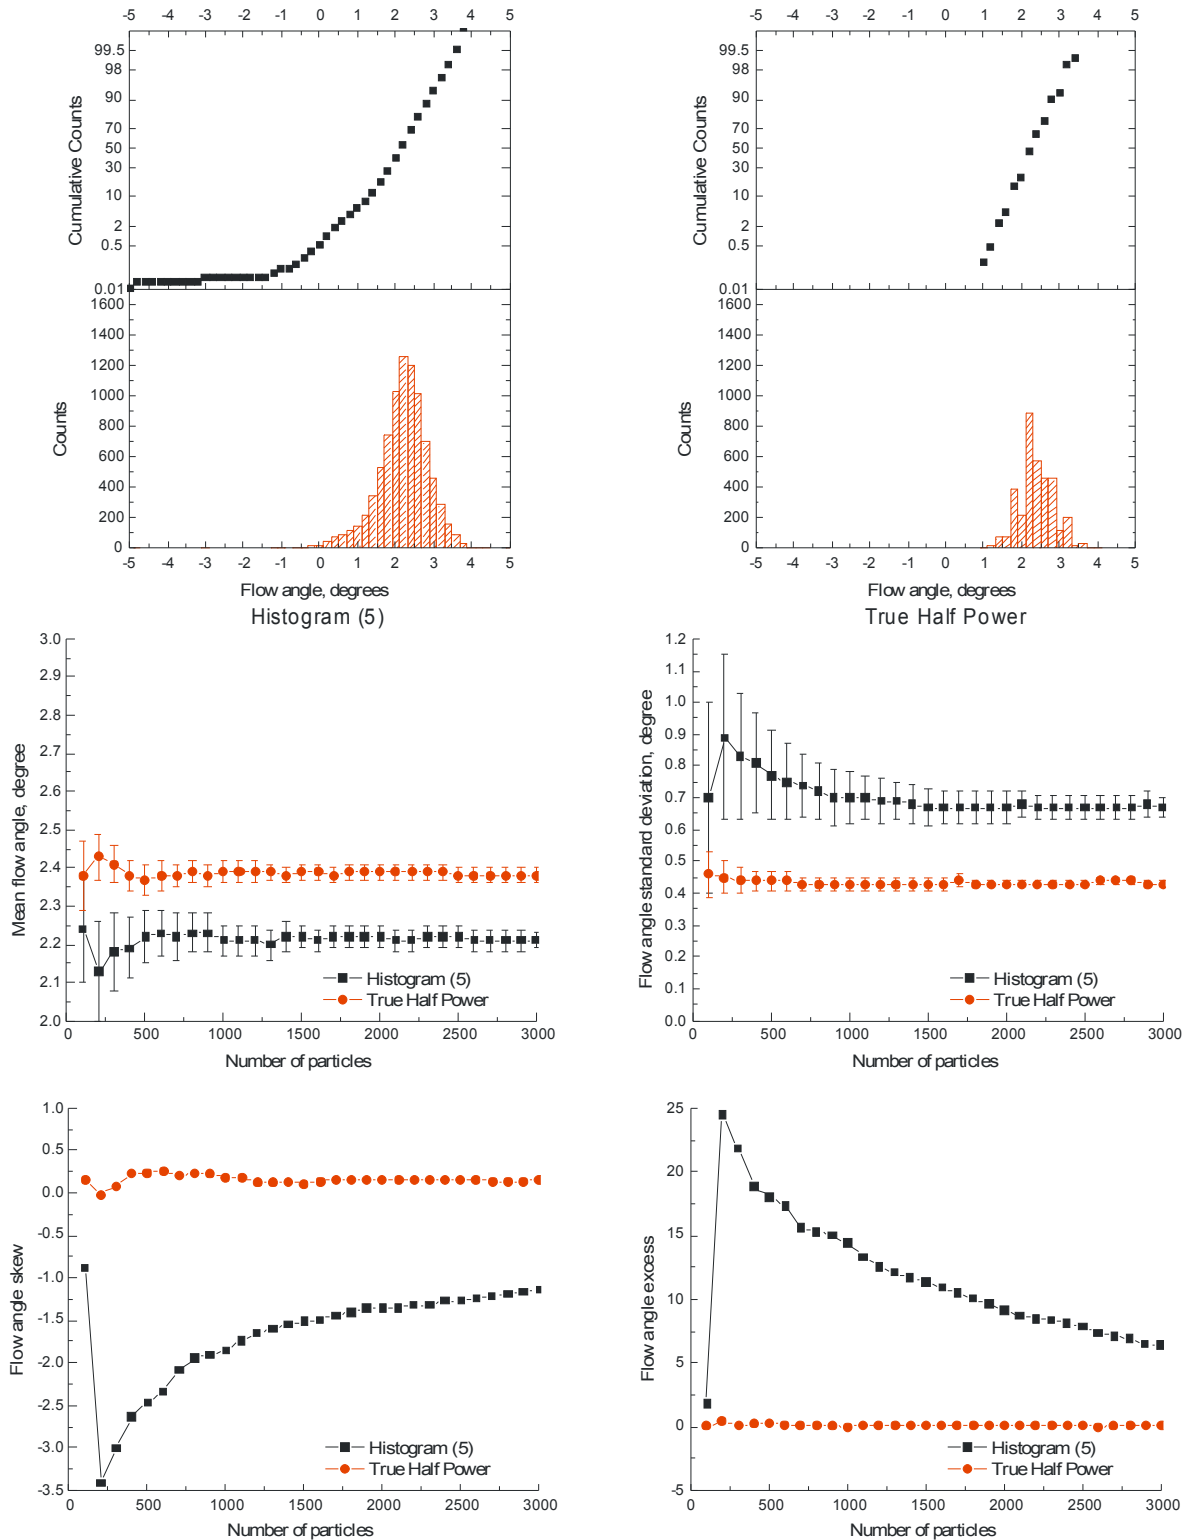 -5 -4 -3 -2 -1 0 1 2 3 4 5
99.5
98
90
70
50
30
10
2
0.5
0.01
Cumulative Counts
1600
1400
1200
1000
800
600
400
200
0
Counts
-5 -4 -3 -2 -1 0 1 2 3 4 5
Flow angle, degrees
Histogram (5)
-5 -4 -3 -2 -1 0 1 2 3 4 5
99.5
98
90
70
50
30
10
2
0.5
0.01
Cumulative Counts
1600
1400
1200
1000
800
600
400
200
0
Counts
-5 -4 -3 -2 -1 0 1 2 3 4 5
Flow angle, degrees
True Half Power
3.0
2.9
2.8
2.7
2.6
2.5
2.4
2.3
2.2
2.1
2.0
Mean flow angle, degree
Histogram (5)
True Half Power
0 500 1000 1500 2000 2500 3000
Number of particles
1.2
1.1
1.0
0.9
0.8
0.7
0.6
0.5
0.4
0.3
0.2
0.1
0.0
Flow angle standard deviation, degree
Histogram (5)
True Half Power
0 500 1000 1500 2000 2500 3000
Number of particles
1.0
0.5
0.0
-0.5
-1.0
-1.5
-2.0
-2.5
-3.0
-3.5
Flow angle skew
Histogram (5)
True Half Power
0 500 1000 1500 2000 2500 3000
Number of particles
25
20
15
10
5
0
-5
Flow angle excess
Histogram (5)
True Half Power
0 500 1000 1500 2000 2500 3000
Number of particles